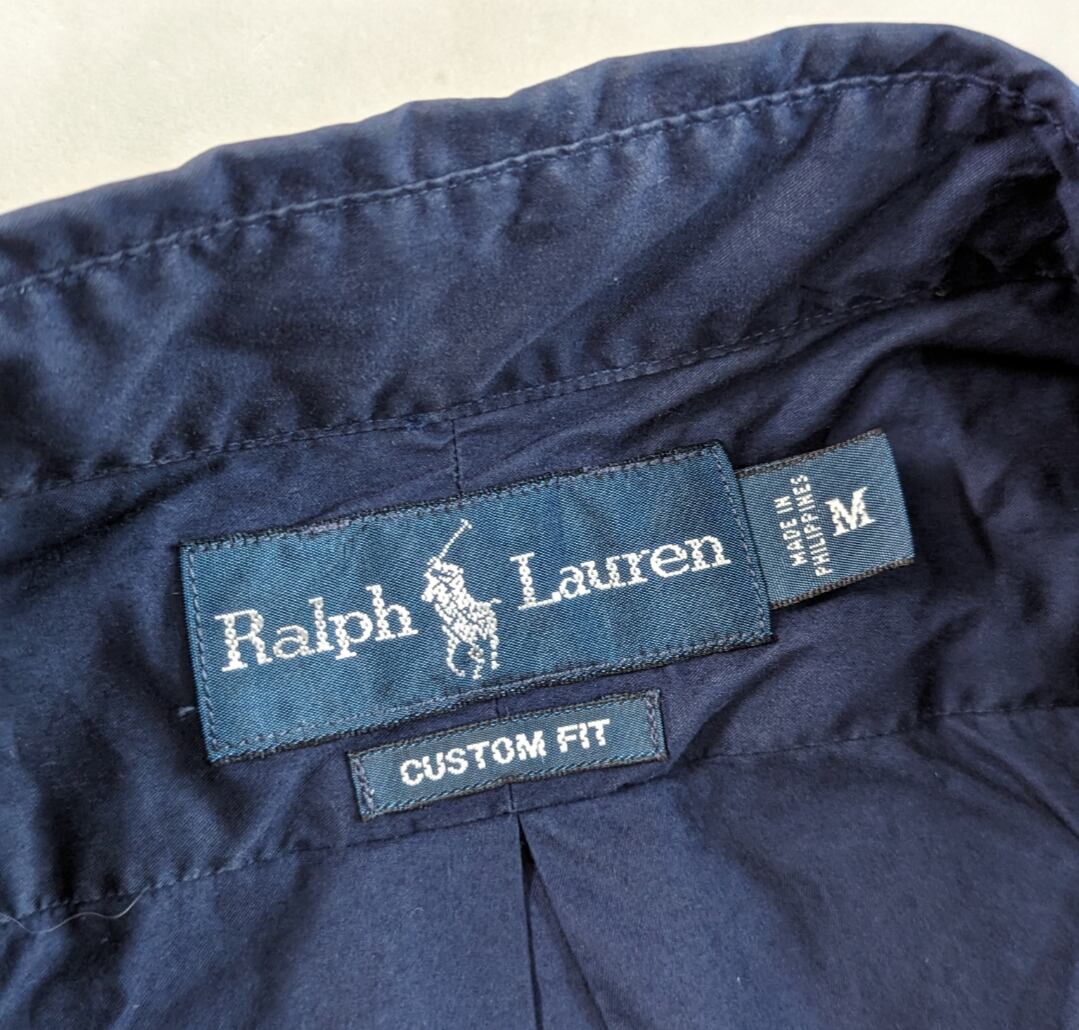 Ralph Lauren
MADE IN
PHILIPPINES
M
CUSTOM FIT